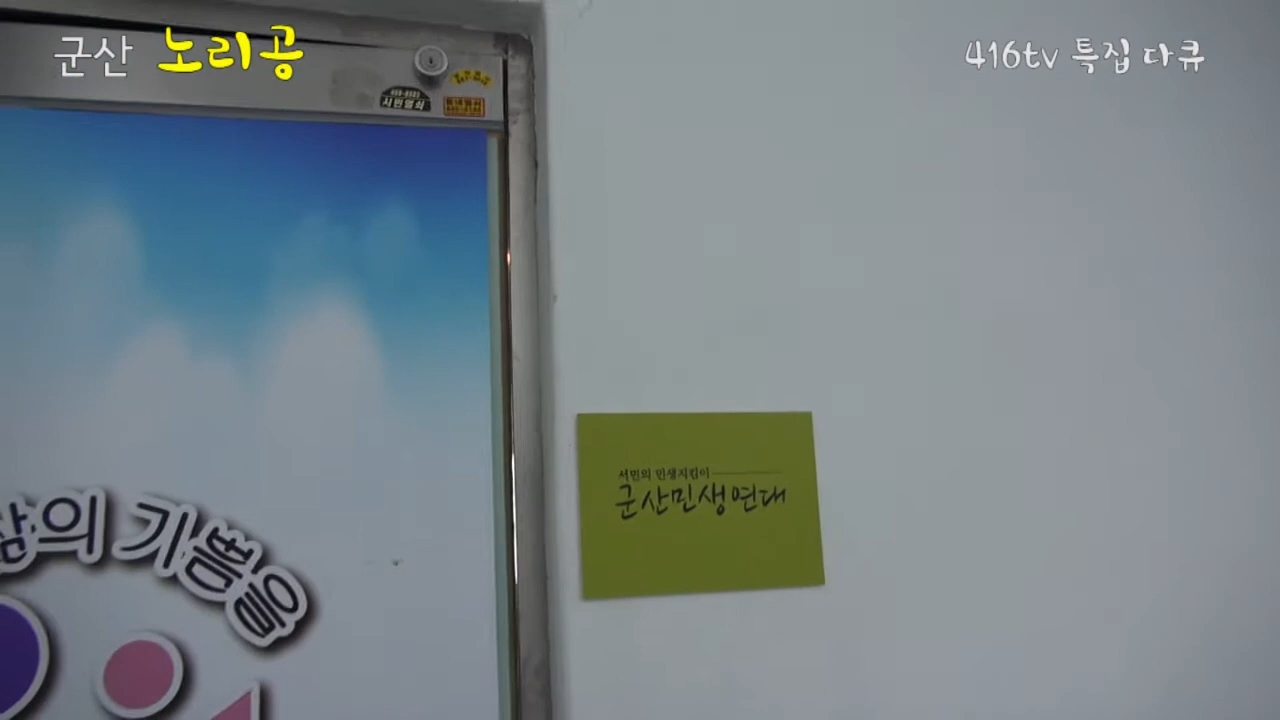 군산 노리공
416tv 특집 다큐
시민열쇠
서민의 민생지킴이
군산민생연대
삶의 기쁨을